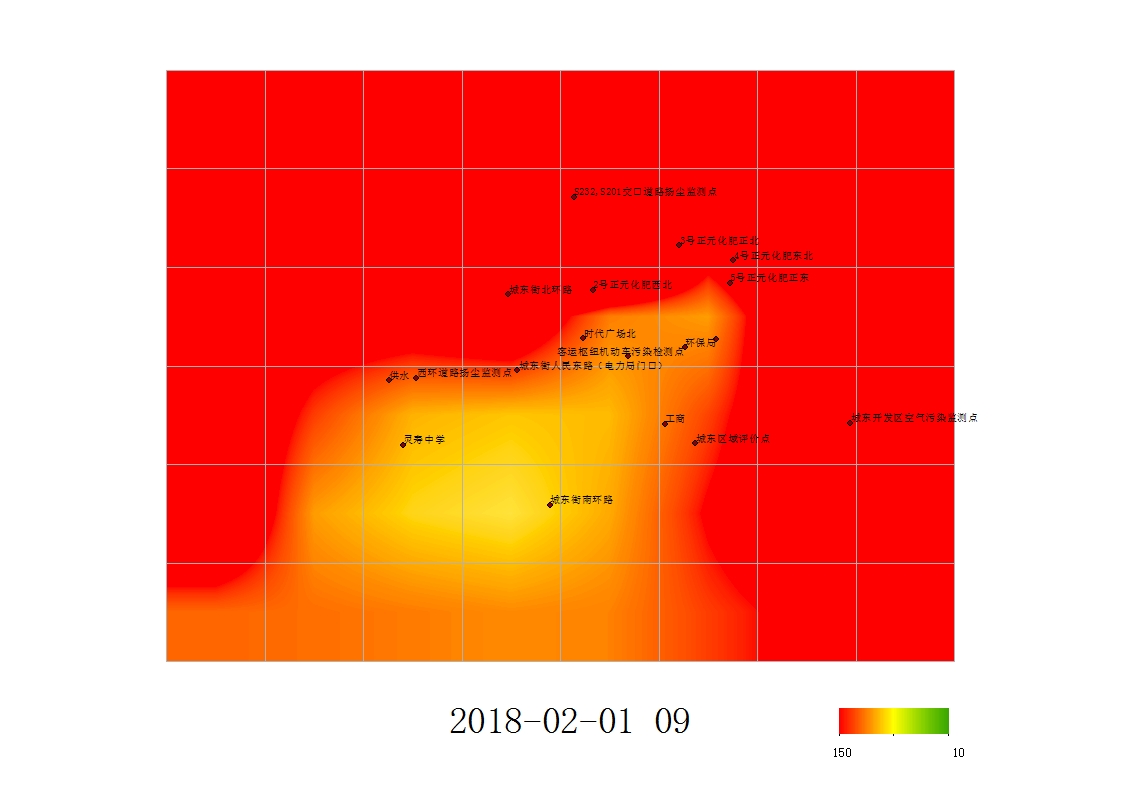 S232,S201交口道路扬尘监测点
3号正元化肥正北
4号正元化肥东北
5号正元化肥正东
2号正元化肥西北
城东街北环路
时代广场北
环保局
客运枢纽机动车污染检测点
城东街人民东路（电力局门口）
西环道路扬尘监测点
供水
工商
城东开发区空气污染监测点
城东区域评价点
灵寿中学
城东街南环路
2018-02-01 09
150
10